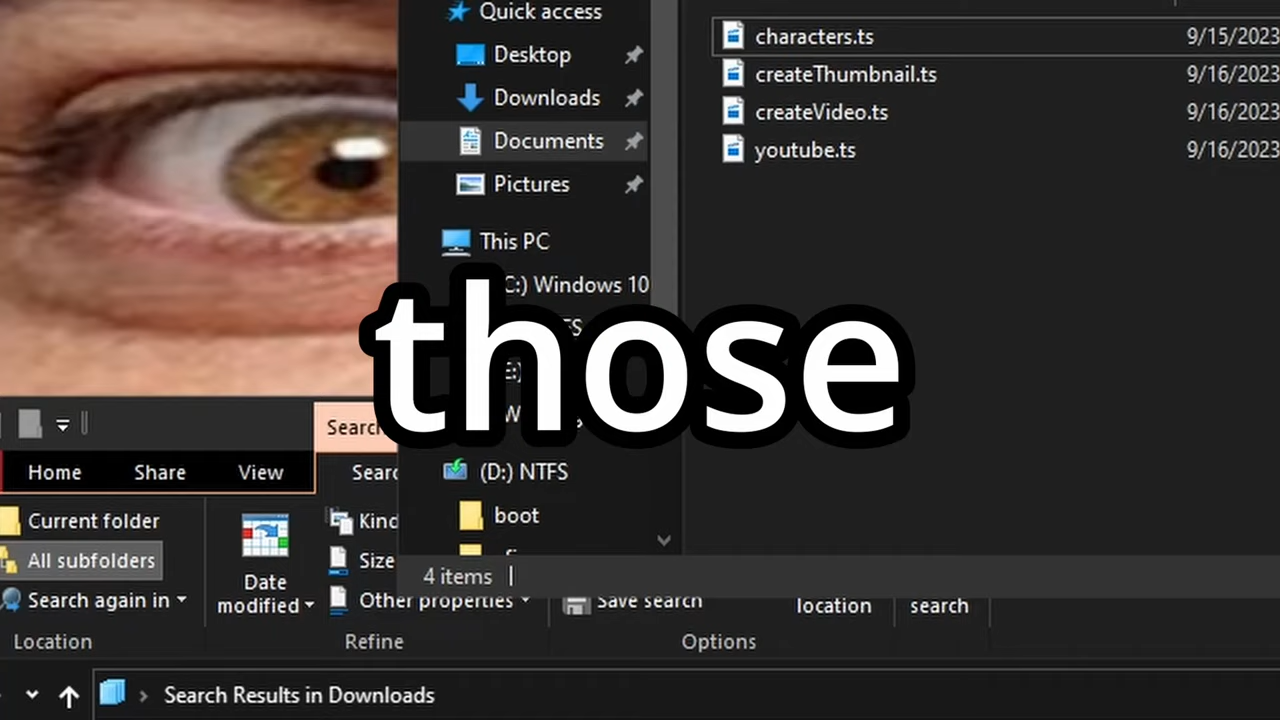 Quick access
Desktop
Downloads
Documents
Pictures
This PC
C:) Windows 10
(D:) NTFS
boot
4 items
characters.ts 9/15/2023
createThumbnail.ts 9/16/2023
createVideo.ts 9/16/2023
youtube.ts 9/16/2023
those
Home Share View
Current folder
All subfolders
Search again in
Location
Date
modified
Size
Other properties
Refine
Save search
location
search
Options
Search Results in Downloads